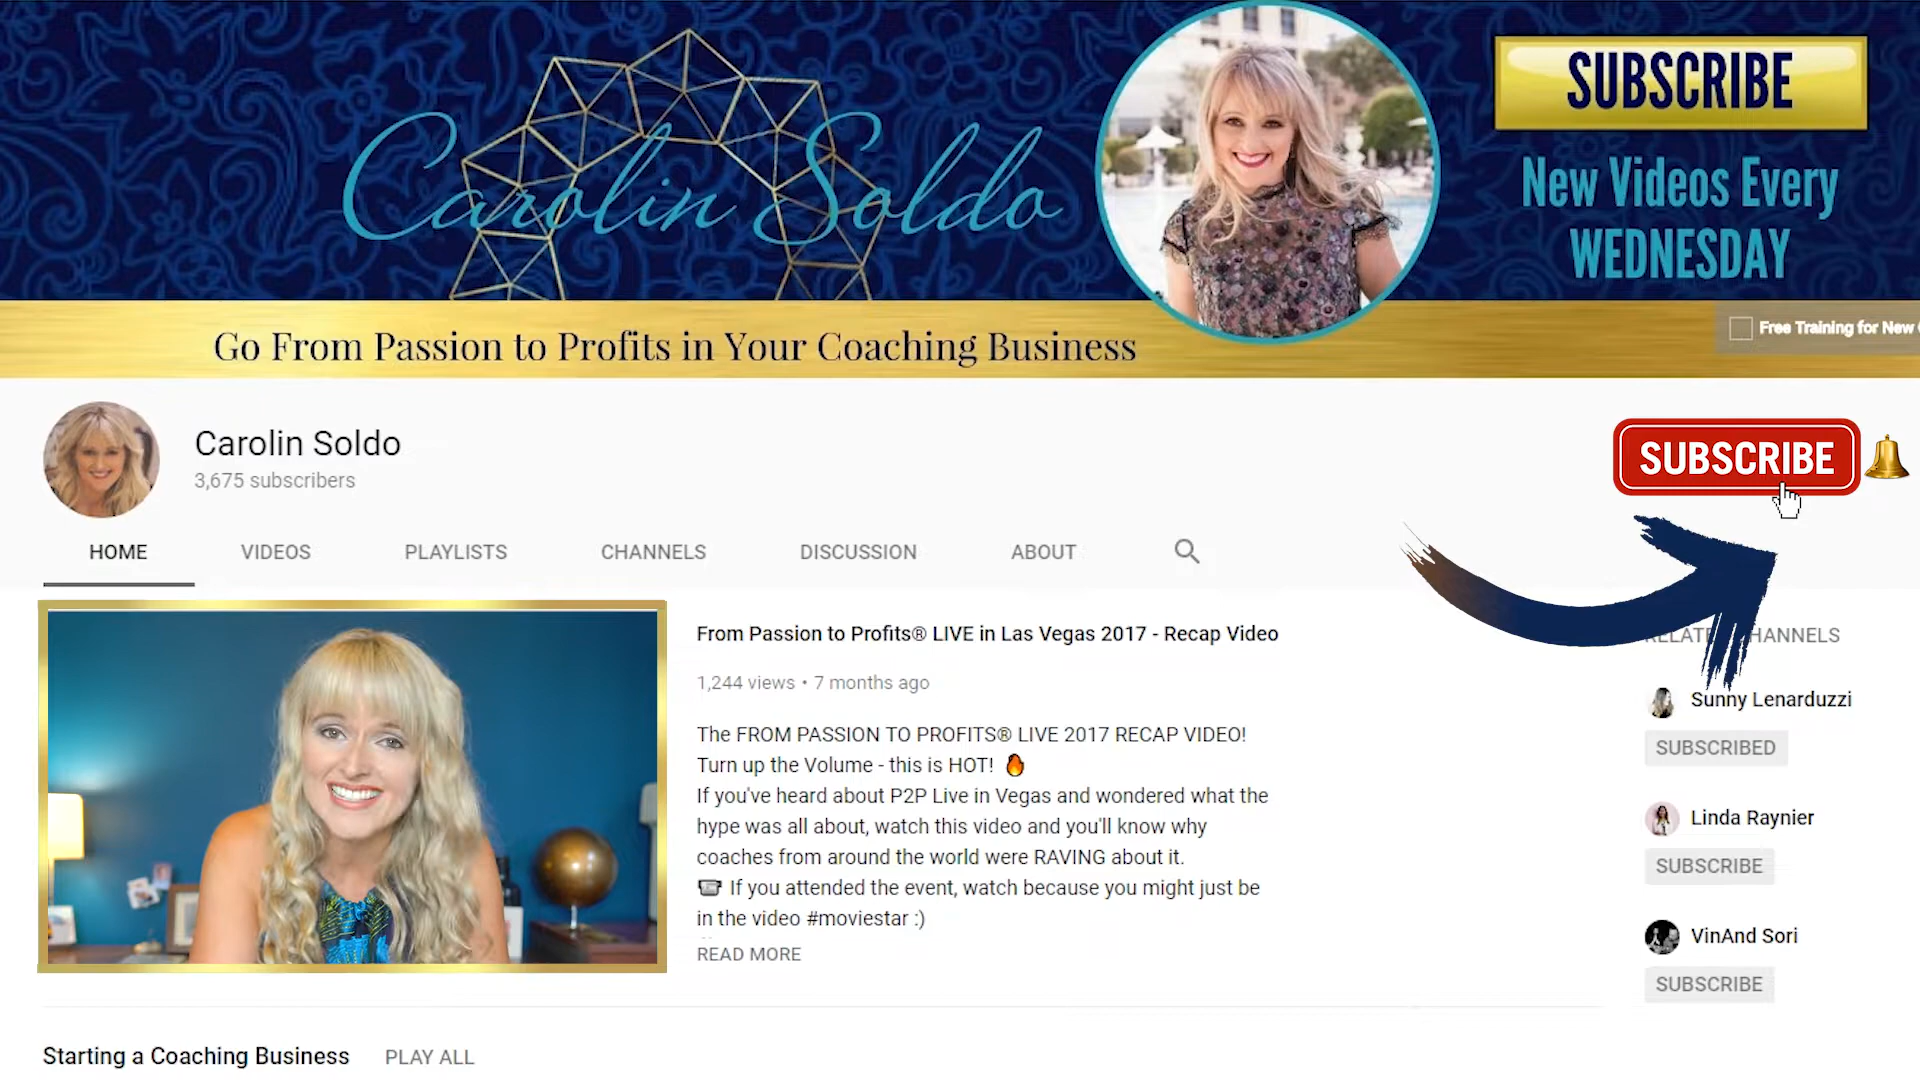 Carolin Soldo
SUBSCRIBE
New Videos Every
WEDNESDAY
Go From Passion to Profits in Your Coaching Business
Free Training for New
Carolin Soldo
3,675 subscribers
SUBSCRIBE
HOME VIDEOS PLAYLISTS CHANNELS DISCUSSION ABOUT
From Passion to Profits® LIVE in Las Vegas 2017 - Recap Video
1,244 views • 7 months ago
The FROM PASSION TO PROFITS® LIVE 2017 RECAP VIDEO!
Turn up the Volume - this is HOT! 🔥
If you've heard about P2P Live in Vegas and wondered what the
hype was all about, watch this video and you'll know why
coaches from around the world were RAVING about it.
If you attended the event, watch because you might just be
in the video #moviestar :)
READ MORE
Sunny Lenarduzzi
SUBSCRIBED
Linda Raynier
SUBSCRIBE
VinAnd Sori
SUBSCRIBE
Starting a Coaching Business PLAY ALL